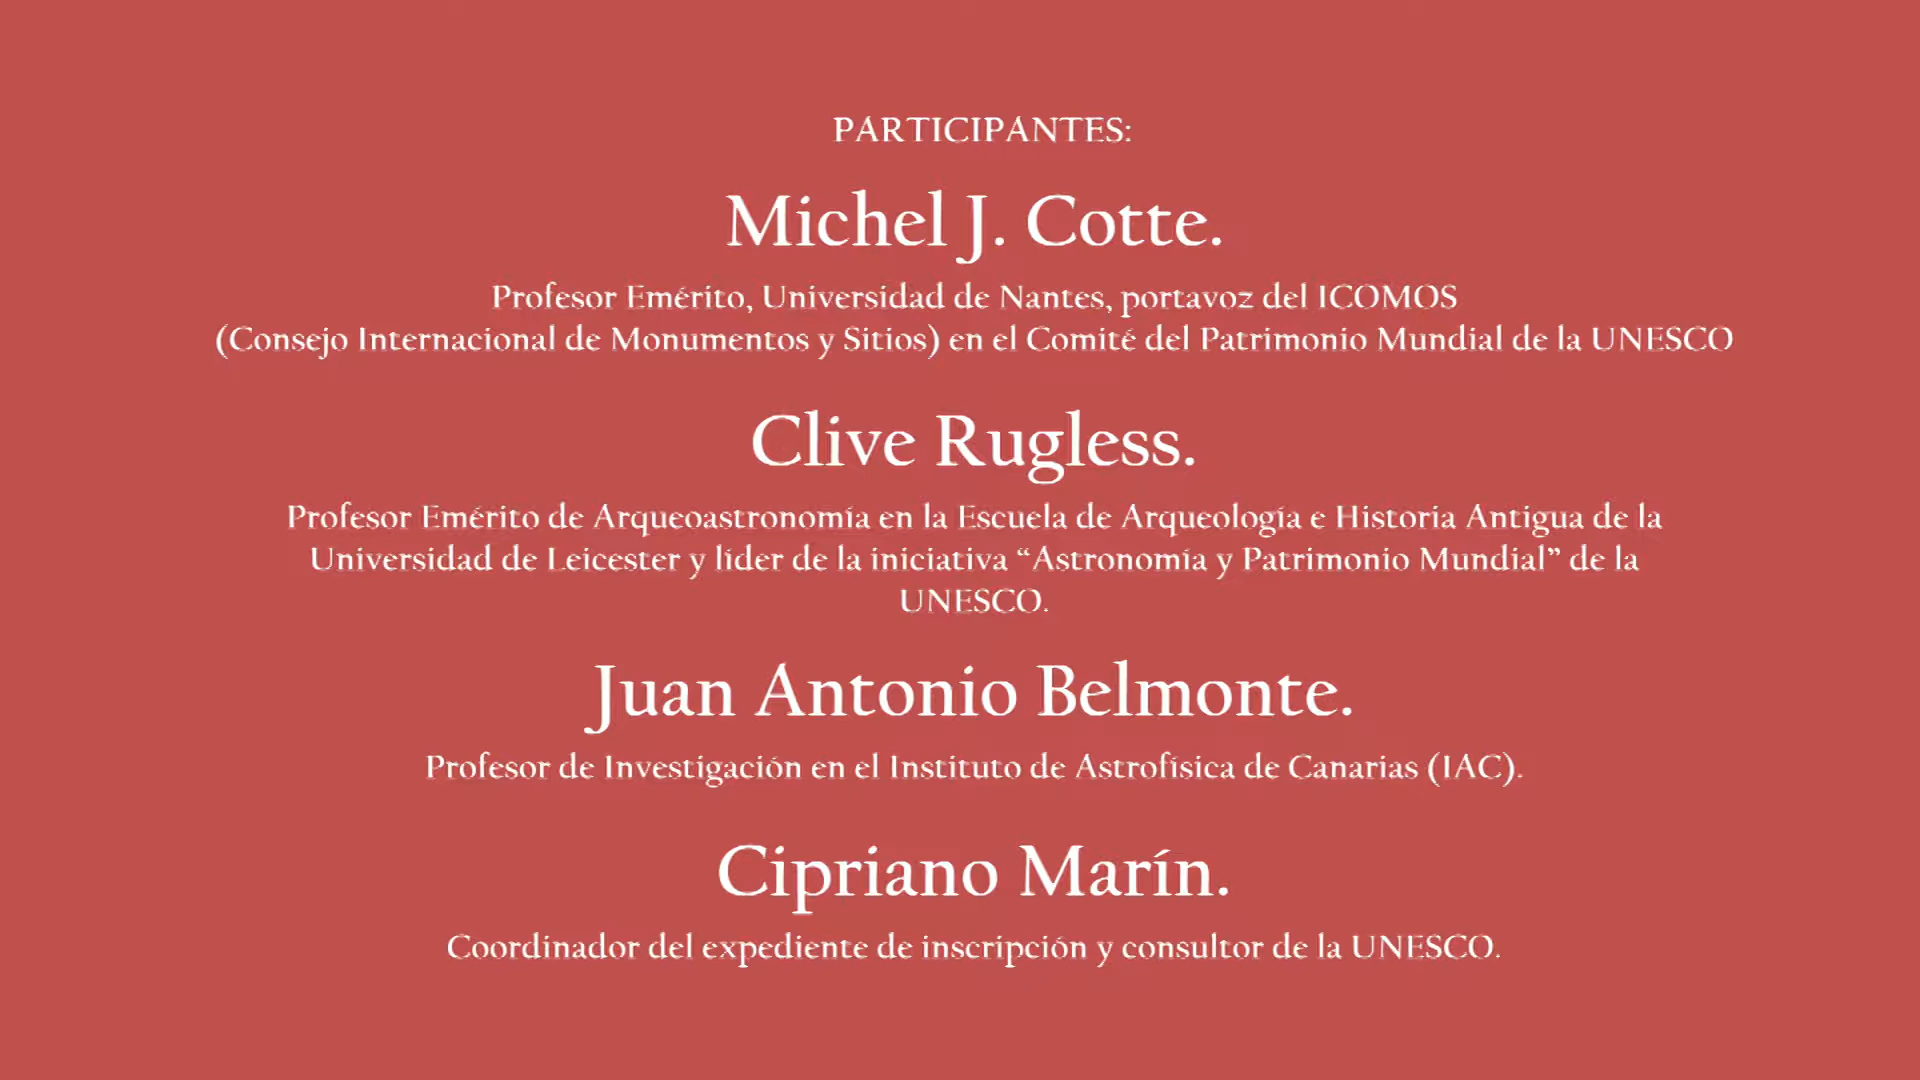 PARTICIPANTES:
Michel J. Cotte.
Profesor Emérito, Universidad de Nantes, portavoz del ICOMOS
(Consejo Internacional de Monumentos y Sitios) en el Comité del Patrimonio Mundial de la UNESCO
Clive Rugless.
Profesor Emérito de Arqueoastronomía en la Escuela de Arqueología e Historia Antigua de la
Universidad de Leicester y líder de la iniciativa “Astronomía y Patrimonio Mundial” de la
UNESCO.
Juan Antonio Belmonte.
Profesor de Investigación en el Instituto de Astrofísica de Canarias (IAC).
Cipriano Marín.
Coordinador del expediente de inscripción y consultor de la UNESCO.